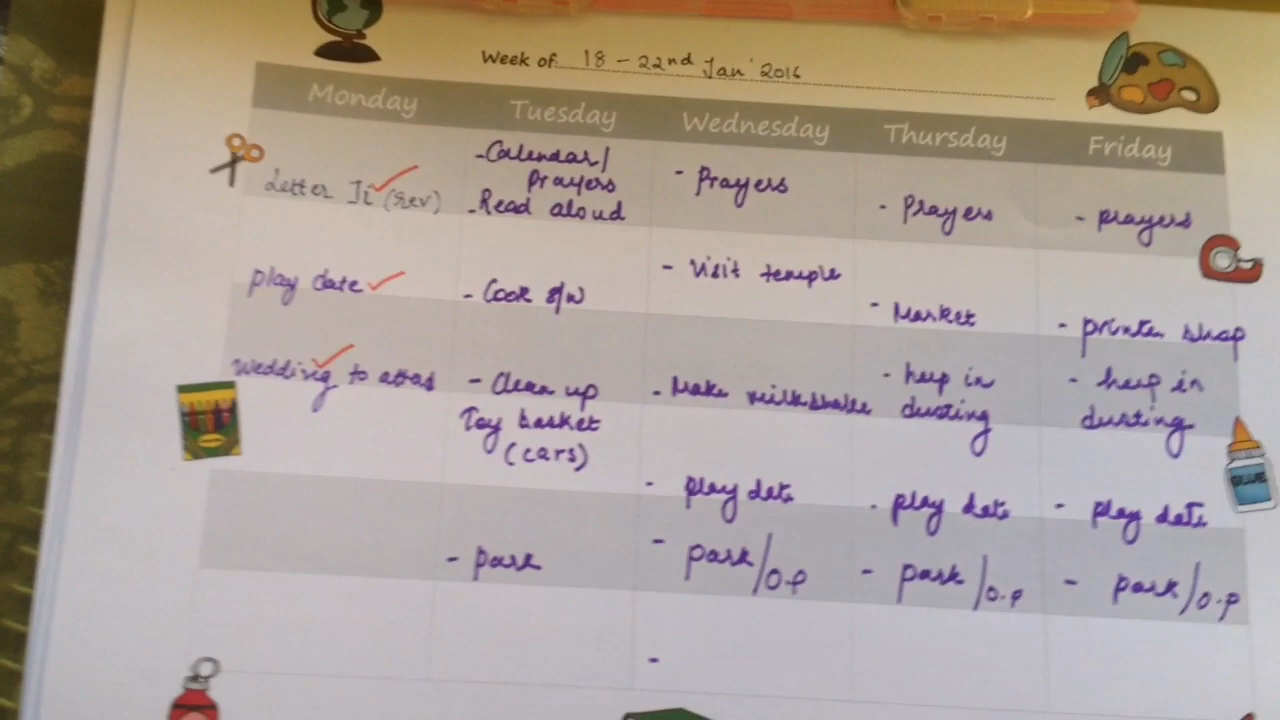 Week of 18 - 22nd Jan' 2016
Monday Tuesday Wednesday Thursday Friday
Letter Ii (rev)
- Calendar/
Prayers
- Read aloud
- Prayers
- Prayers
- prayers
play date
- Cook s/w
- Visit temple
- Market
- printer shop
wedding to
- Clean up
Toy basket
(cars)
- Make milkshake
- help in
dusting
- help in
dusting
- play date
- play date
- play date
- park
- park/O.P
- park/O.P
- park/O.P
-
GLUE